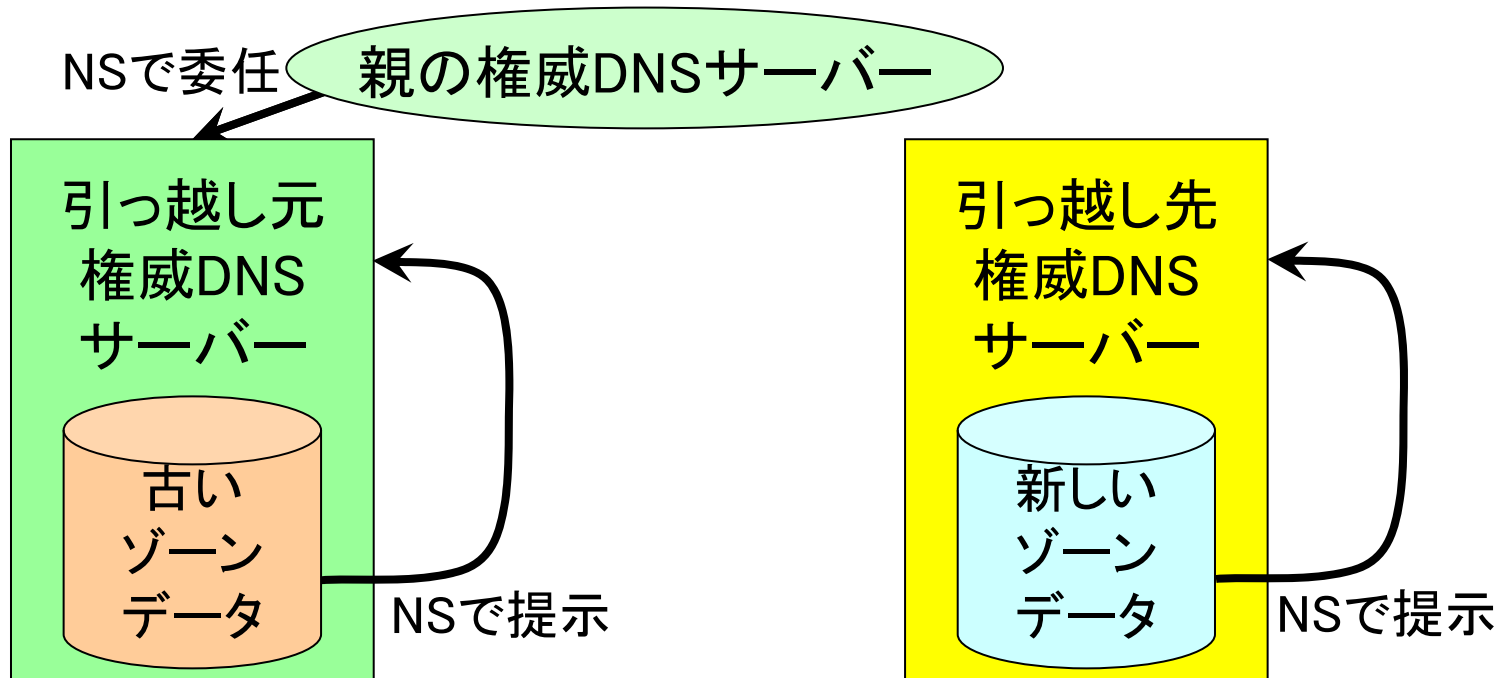 NSで委任
親の権威DNSサーバー
引っ越し元
権威DNS
サーバー
古い
ゾーン
データ
NSで提示
引っ越し先
権威DNS
サーバー
新しい
ゾーン
データ
NSで提示